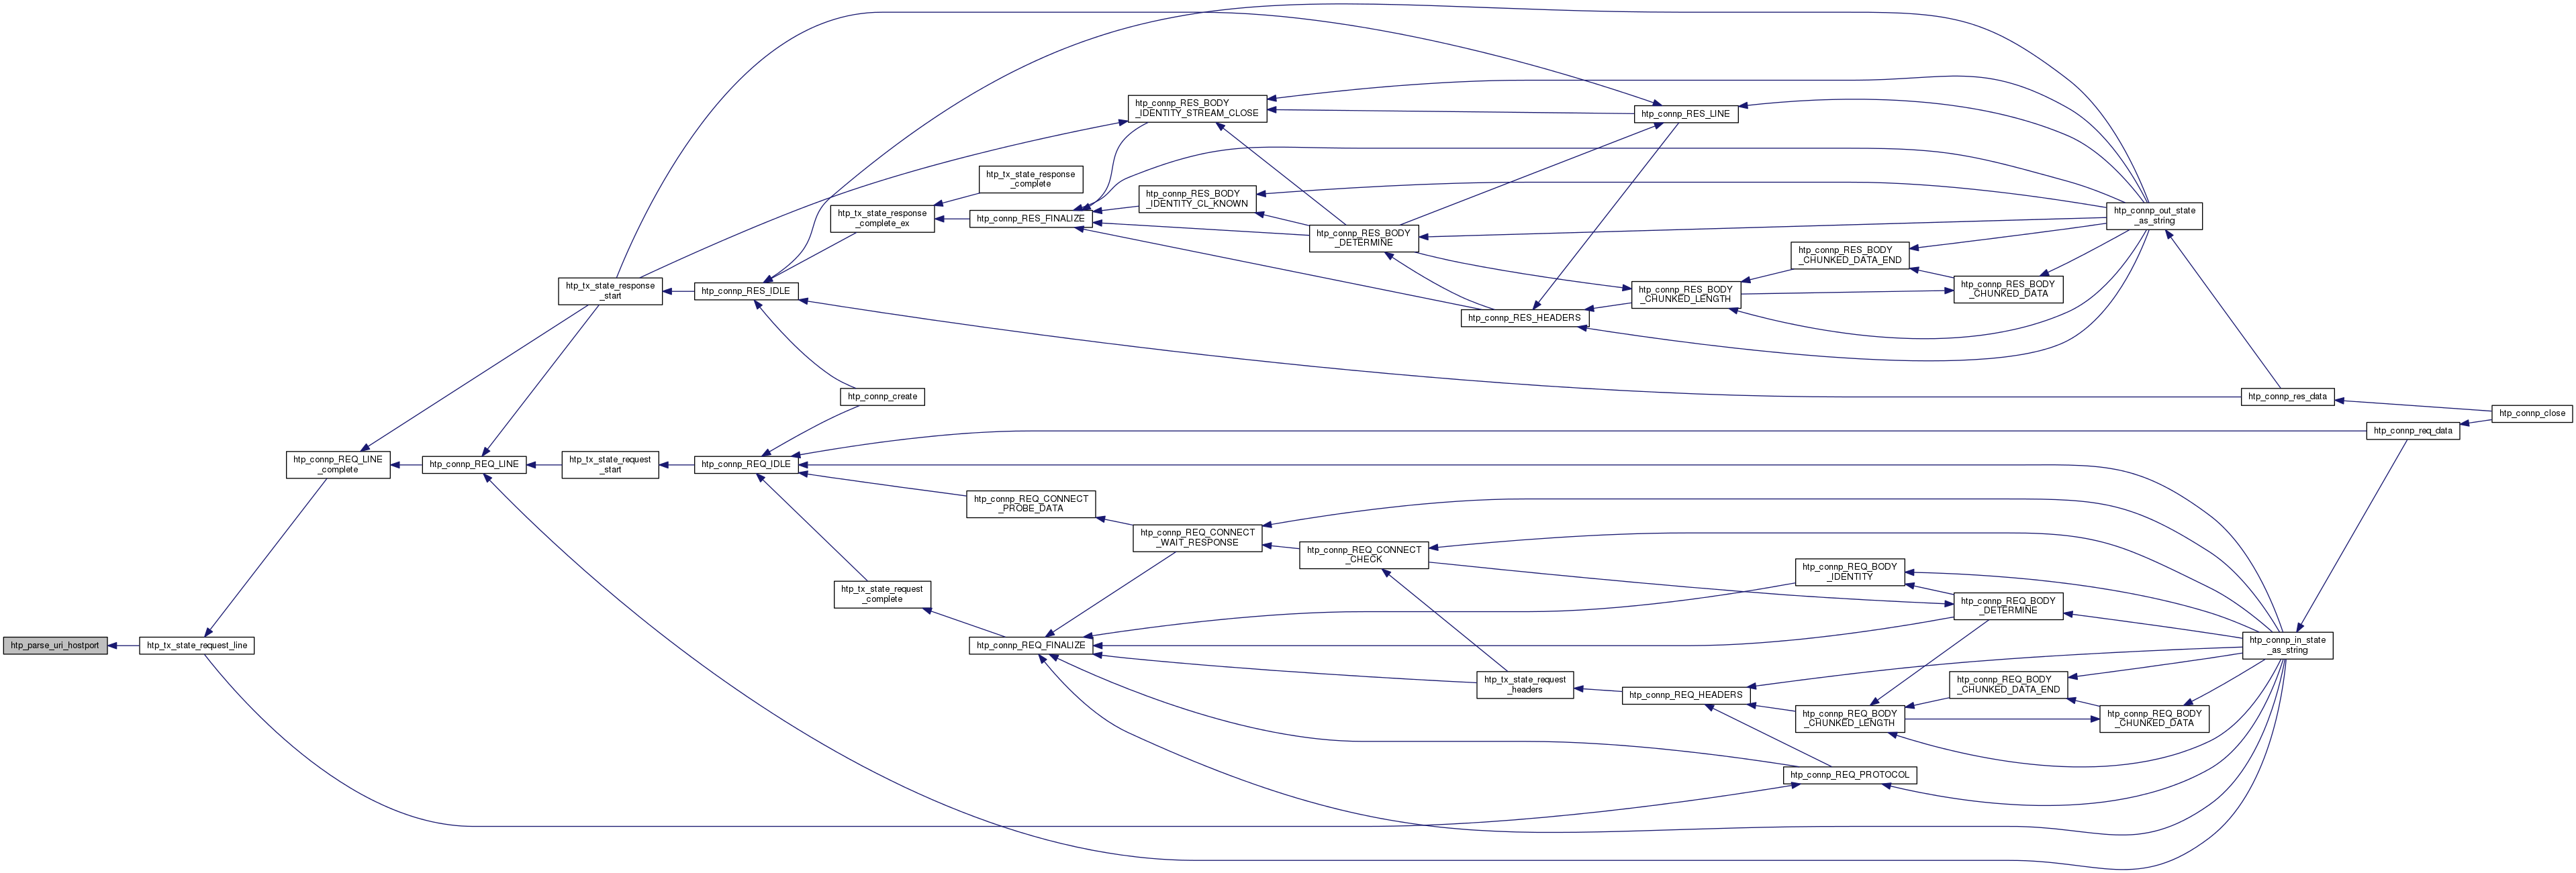 htp_parse_uri_hostport
htp_tx_state_request_line
htp_connp_REQ_LINE
_complete
htp_connp_REQ_LINE
htp_tx_state_response
_start
htp_tx_state_request
_start
htp_connp_RES_IDLE
htp_connp_REQ_IDLE
htp_tx_state_response
_complete_ex
htp_connp_create
htp_tx_state_request
_complete
htp_tx_state_response
_complete
htp_connp_RES_FINALIZE
htp_connp_REQ_CONNECT
_PROBE_DATA
htp_connp_REQ_FINALIZE
htp_connp_RES_BODY
_IDENTITY_STREAM_CLOSE
htp_connp_RES_BODY
_IDENTITY_CL_KNOWN
htp_connp_REQ_CONNECT
_WAIT_RESPONSE
htp_connp_RES_BODY
_DETERMINE
htp_connp_REQ_CONNECT
_CHECK
htp_connp_RES_HEADERS
htp_tx_state_request
_headers
htp_connp_RES_LINE
htp_connp_RES_BODY
_CHUNKED_LENGTH
htp_connp_REQ_HEADERS
htp_connp_RES_BODY
_CHUNKED_DATA_END
htp_connp_REQ_BODY
_IDENTITY
htp_connp_REQ_BODY
_CHUNKED_LENGTH
htp_connp_REQ_PROTOCOL
htp_connp_RES_BODY
_CHUNKED_DATA
htp_connp_REQ_BODY
_DETERMINE
htp_connp_REQ_BODY
_CHUNKED_DATA_END
htp_connp_REQ_BODY
_CHUNKED_DATA
htp_connp_out_state
_as_string
htp_connp_in_state
_as_string
htp_connp_res_data
htp_connp_req_data
htp_connp_close